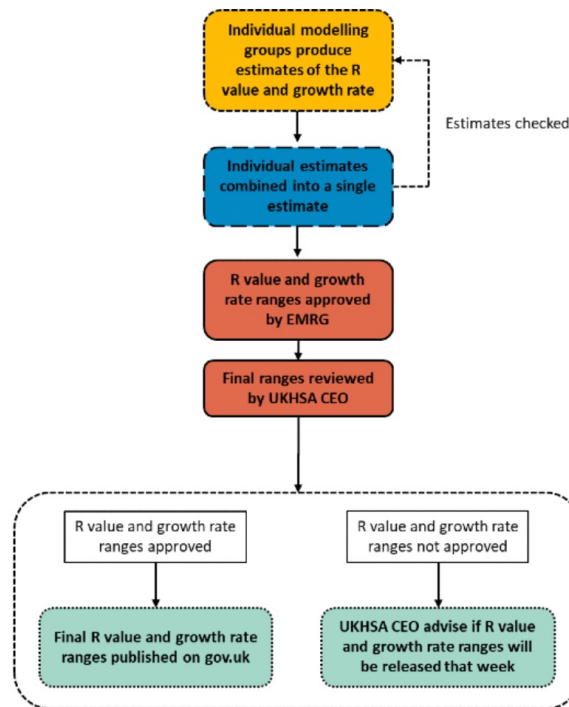 Individual modelling
groups produce
estimates of the R
value and growth rate
Estimates checked
Individual estimates
combined into a single
estimate
R value and growth
rate ranges approved
by EMRG
Final ranges reviewed
by UKHSA CEO
R value and growth rate
ranges approved
R value and growth rate
ranges not approved
Final R value and growth rate
ranges published on gov.uk
UKHSA CEO advise if R value
and growth rate ranges will
be released that week